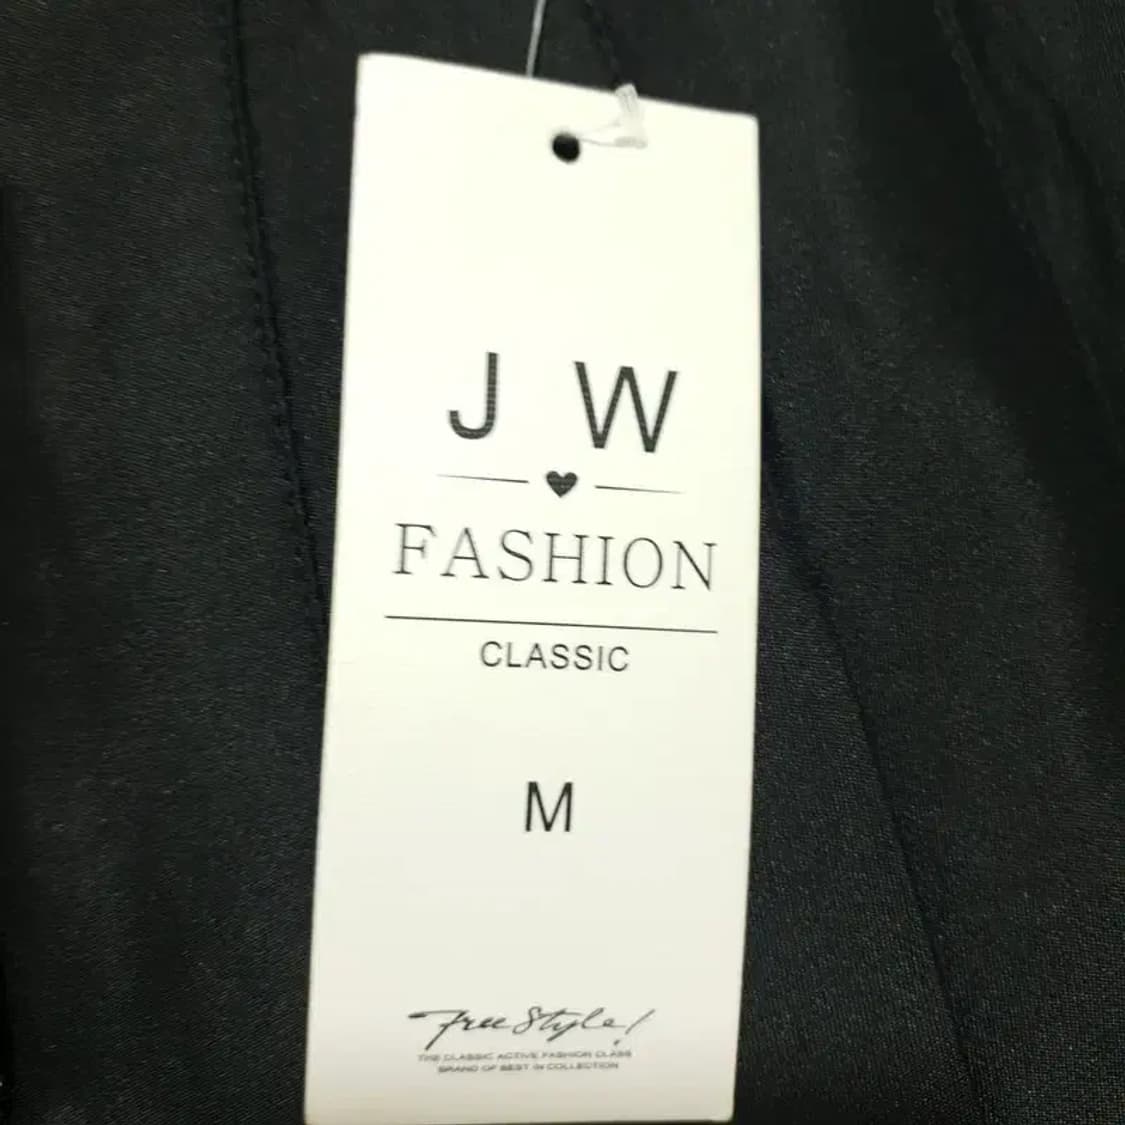 J W
FASHION
CLASSIC
M
Free Style!
THE CLASSIC ACTIVE FASHION CLASS
BRAND OF BEST IN COLLECTION